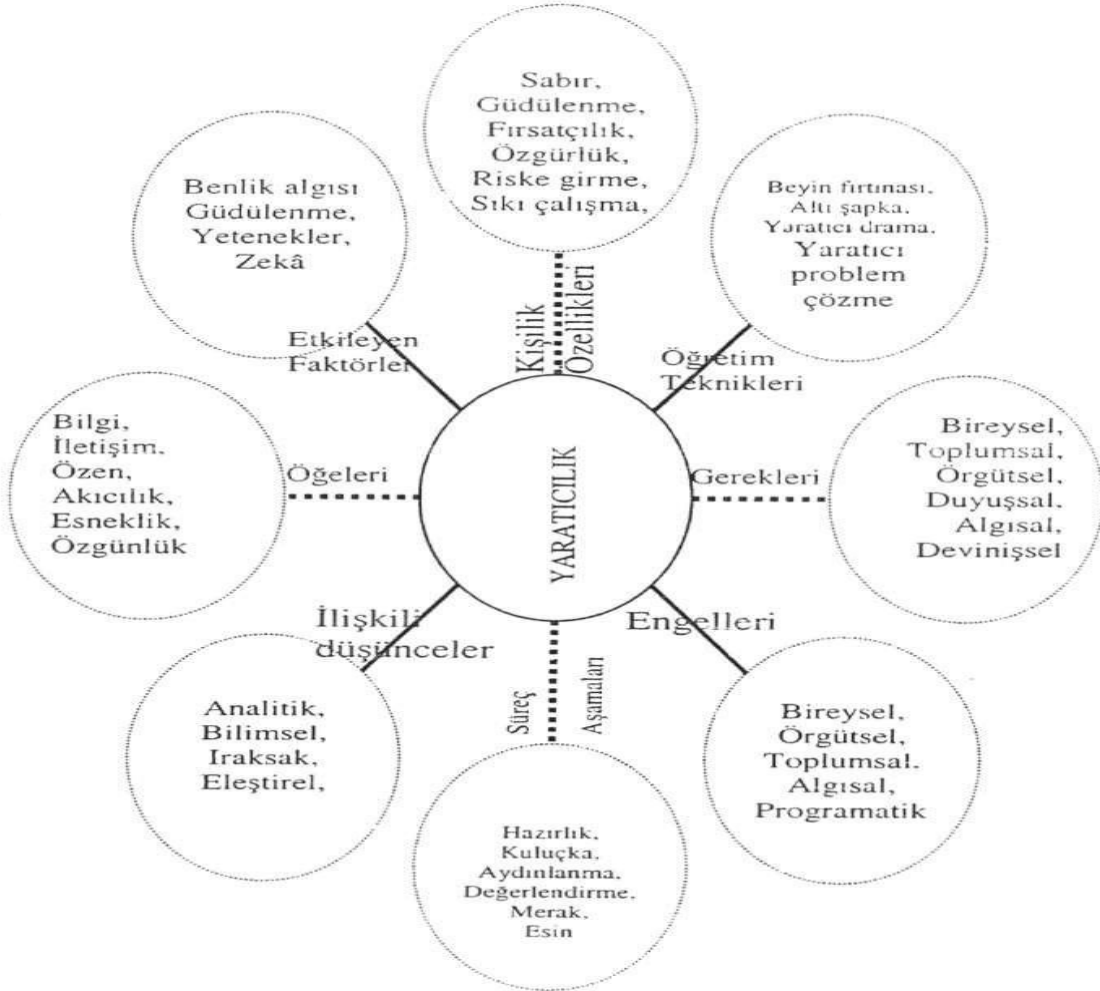 Sabır,
Güdülenme,
Fırsatçılık,
Özgürlük,
Riske girme,
Sıkı çalışma,
Kişilik
Özellikleri
Beyin fırtınası,
Altı şapka,
Yaratıcı drama,
Yaratıcı
problem
çözme
Öğretim
Teknikleri
Bireysel,
Toplumsal,
Örgütsel,
Duyuşsal,
Algısal,
Devinişsel
Gerekleri
Bireysel,
Örgütsel,
Toplumsal.
Algısal,
Programatik
Engelleri
Hazırlık,
Kuluçka,
Aydınlanma,
Değerlendirme,
Merak,
Esin
Süreç
Aşamaları
Analitik,
Bilimsel,
Iraksak,
Eleştirel,
İlişkili
düşünceler
Bilgi,
İletişim,
Özen,
Akıcılık,
Esneklik,
Özgünlük
Öğeleri
Benlik algısı
Güdülenme,
Yetenekler,
Zekâ
Etkileyen
Faktörler
YARATICILIK